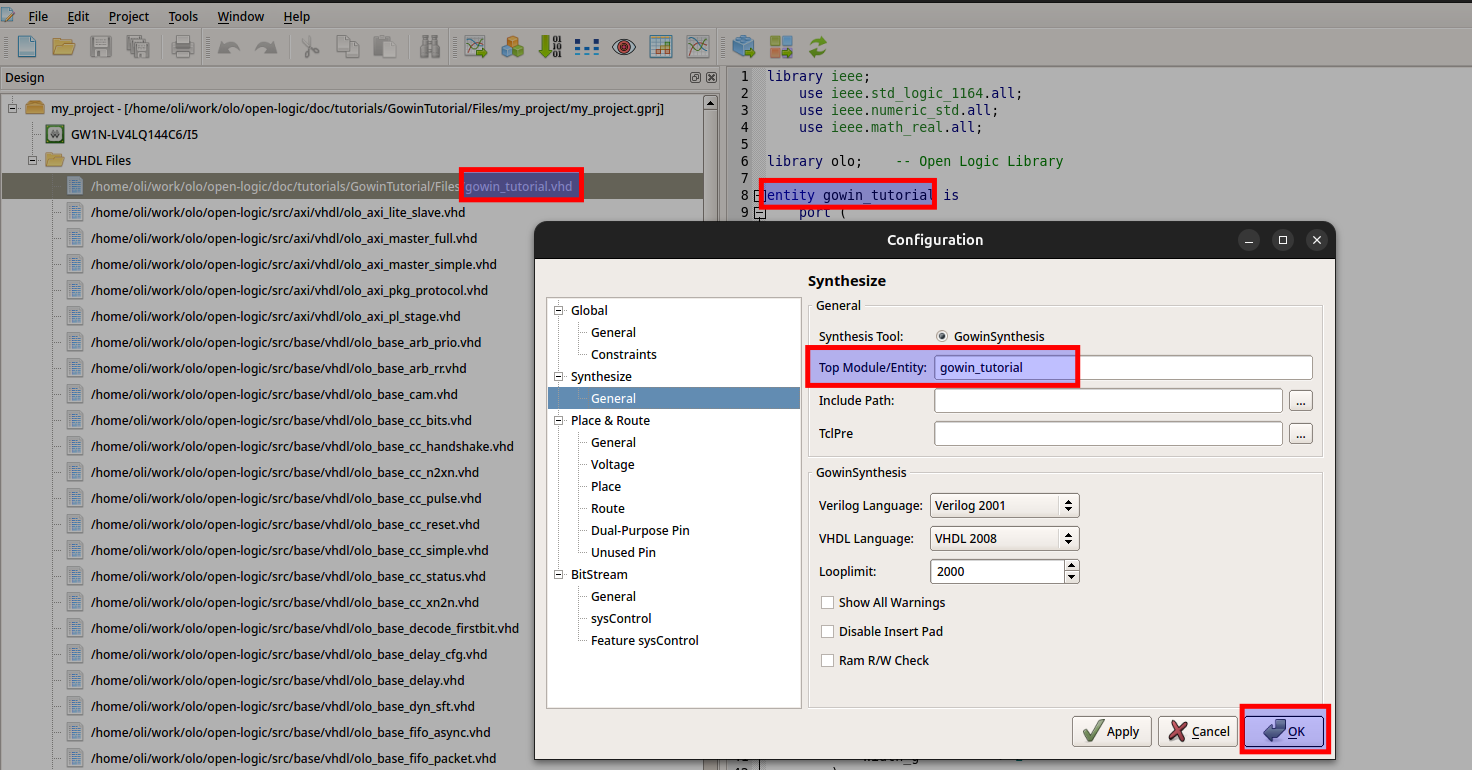 File Edit Project Tools Window Help
Design
my_project - [/home/oli/work/olo/open-logic/doc/tutorials/GowinTutorial/Files/my_project/my_project.gprj]
GW1N-LV4LQ144C6/I5
VHDL Files
/home/oli/work/olo/open-logic/doc/tutorials/GowinTutorial/Files gowin_tutorial.vhd
/home/oli/work/olo/open-logic/src/axi/vhdl/olo_axi_lite_slave.vhd
/home/oli/work/olo/open-logic/src/axi/vhdl/olo_axi_master_full.vhd
/home/oli/work/olo/open-logic/src/axi/vhdl/olo_axi_master_simple.vhd
/home/oli/work/olo/open-logic/src/axi/vhdl/olo_axi_pkg_protocol.vhd
/home/oli/work/olo/open-logic/src/axi/vhdl/olo_axi_pl_stage.vhd
/home/oli/work/olo/open-logic/src/base/vhdl/olo_base_arb_prio.vhd
/home/oli/work/olo/open-logic/src/base/vhdl/olo_base_arb_rr.vhd
/home/oli/work/olo/open-logic/src/base/vhdl/olo_base_cam.vhd
/home/oli/work/olo/open-logic/src/base/vhdl/olo_base_cc_bits.vhd
/home/oli/work/olo/open-logic/src/base/vhdl/olo_base_cc_handshake.vhd
/home/oli/work/olo/open-logic/src/base/vhdl/olo_base_cc_n2xn.vhd
/home/oli/work/olo/open-logic/src/base/vhdl/olo_base_cc_pulse.vhd
/home/oli/work/olo/open-logic/src/base/vhdl/olo_base_cc_reset.vhd
/home/oli/work/olo/open-logic/src/base/vhdl/olo_base_cc_simple.vhd
/home/oli/work/olo/open-logic/src/base/vhdl/olo_base_cc_status.vhd
/home/oli/work/olo/open-logic/src/base/vhdl/olo_base_cc_xn2n.vhd
/home/oli/work/olo/open-logic/src/base/vhdl/olo_base_decode_firstbit.vhd
/home/oli/work/olo/open-logic/src/base/vhdl/olo_base_delay_cfg.vhd
/home/oli/work/olo/open-logic/src/base/vhdl/olo_base_delay.vhd
/home/oli/work/olo/open-logic/src/base/vhdl/olo_base_dyn_sft.vhd
/home/oli/work/olo/open-logic/src/base/vhdl/olo_base_fifo_async.vhd
/home/oli/work/olo/open-logic/src/base/vhdl/olo_base_fifo_packet.vhd
1 library ieee;
2 use ieee.std_logic_1164.all;
3 use ieee.numeric_std.all;
4 use ieee.math_real.all;
5
6 library olo; -- Open Logic Library
7
8 entity gowin_tutorial is
9 port (
Configuration
Global
General
Constraints
Synthesize
General
Place & Route
General
Voltage
Place
Route
Dual-Purpose Pin
Unused Pin
BitStream
General
sysControl
Feature sysControl
Synthesize
General
Synthesis Tool: GowinSynthesis
Top Module/Entity: gowin_tutorial
Include Path: ...
TclPre ...
GowinSynthesis
Verilog Language: Verilog 2001
VHDL Language: VHDL 2008
Looplimit: 2000
Show All Warnings
Disable Insert Pad
Ram R/W Check
Apply Cancel OK